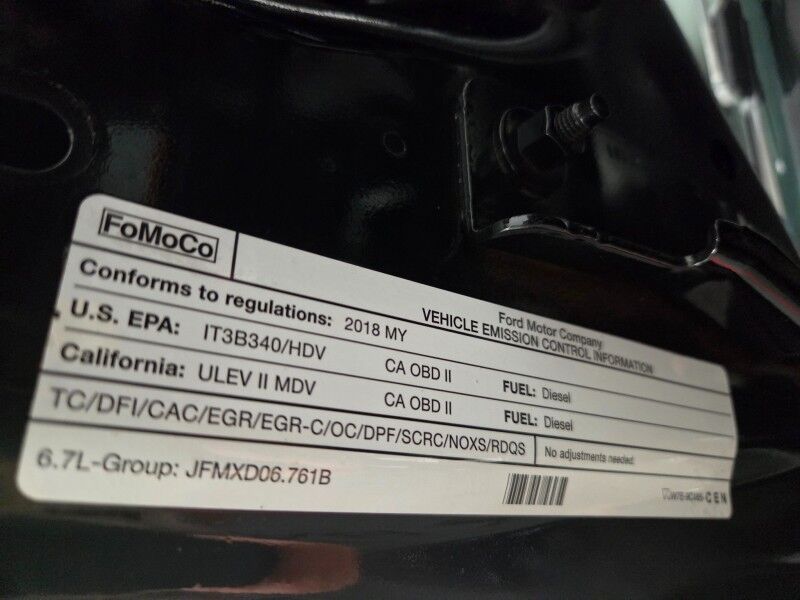 FoMoCo
Ford Motor Company
VEHICLE EMISSION CONTROL INFORMATION
Conforms to regulations: 2018 MY
U.S. EPA: IT3B340/HDV CA OBD II FUEL: Diesel
California: ULEV II MDV CA OBD II FUEL: Diesel
TC/DFI/CAC/EGR/EGR-C/OC/DPF/SCRC/NOXS/RDQS No adjustments needed.
6.7L-Group: JFMXD06.761B
CEN